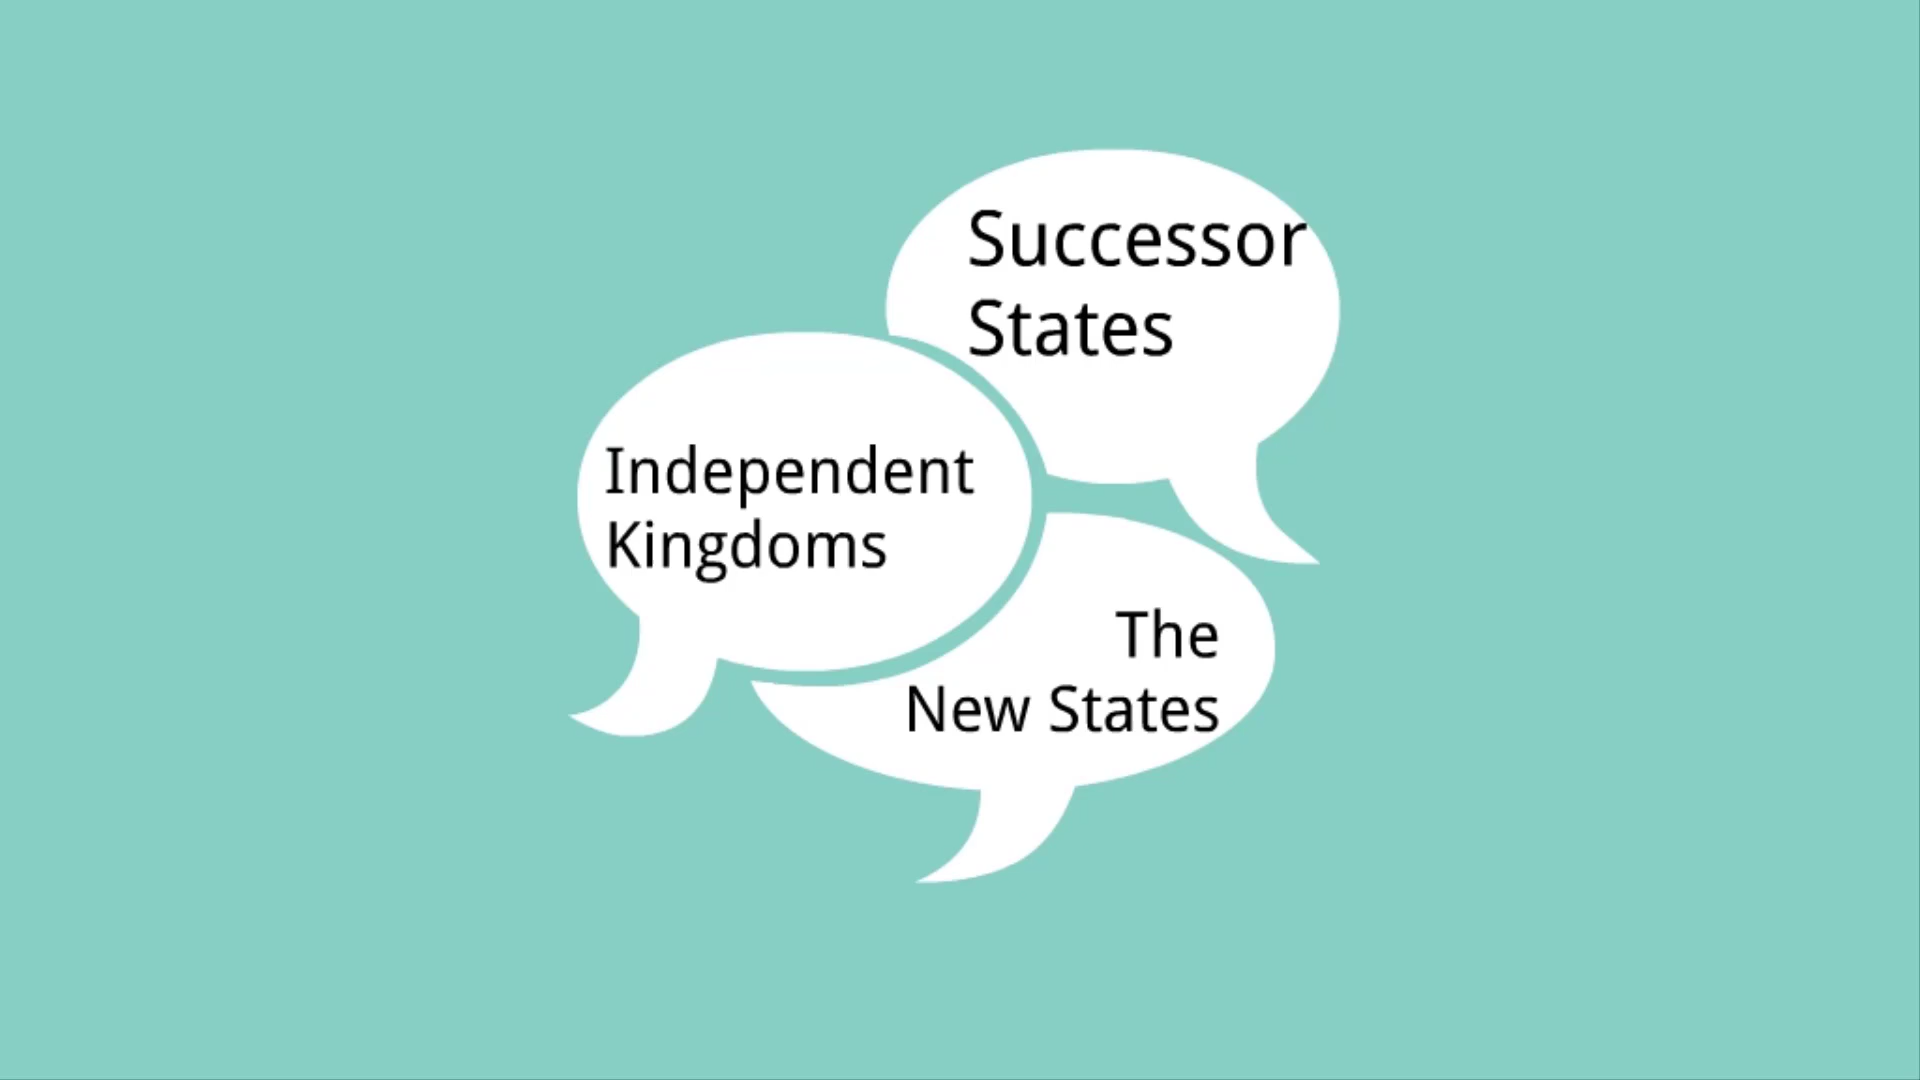 Successor
States
Independent
Kingdoms
The
New States